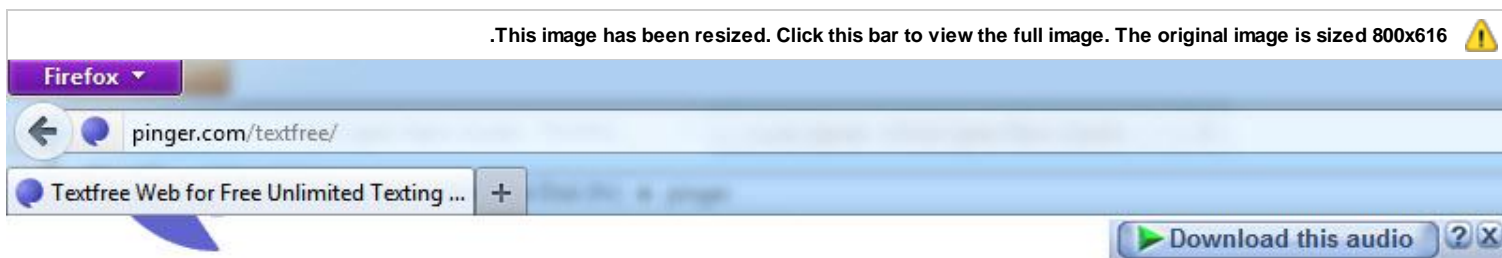 .This image has been resized. Click this bar to view the full image. The original image is sized 800x616
Firefox
pinger.com/textfree/
Textfree Web for Free Unlimited Texting ... +
Download this audio ? X